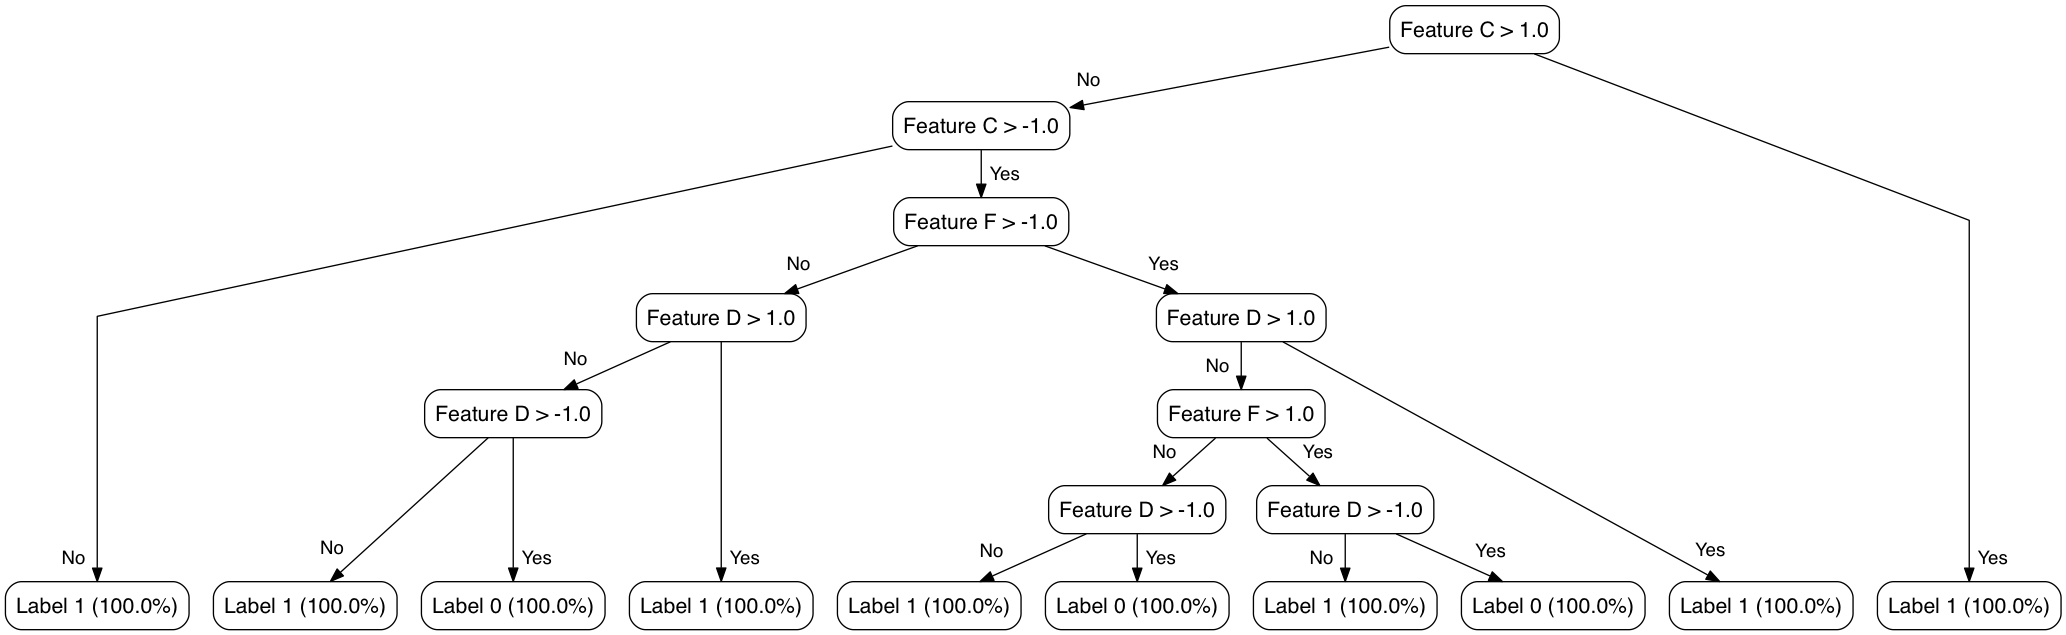 Feature C > 1.0
No
Feature C > -1.0
Yes
Feature F > -1.0
No
Yes
Feature D > 1.0
Feature D > 1.0
No
No
Feature D > -1.0
Feature F > 1.0
No
Yes
Feature D > -1.0
Feature D > -1.0
No
No
Yes
Yes
No
Yes
No
Yes
Yes
Yes
Label 1 (100.0%)
Label 1 (100.0%)
Label 0 (100.0%)
Label 1 (100.0%)
Label 1 (100.0%)
Label 0 (100.0%)
Label 1 (100.0%)
Label 0 (100.0%)
Label 1 (100.0%)
Label 1 (100.0%)